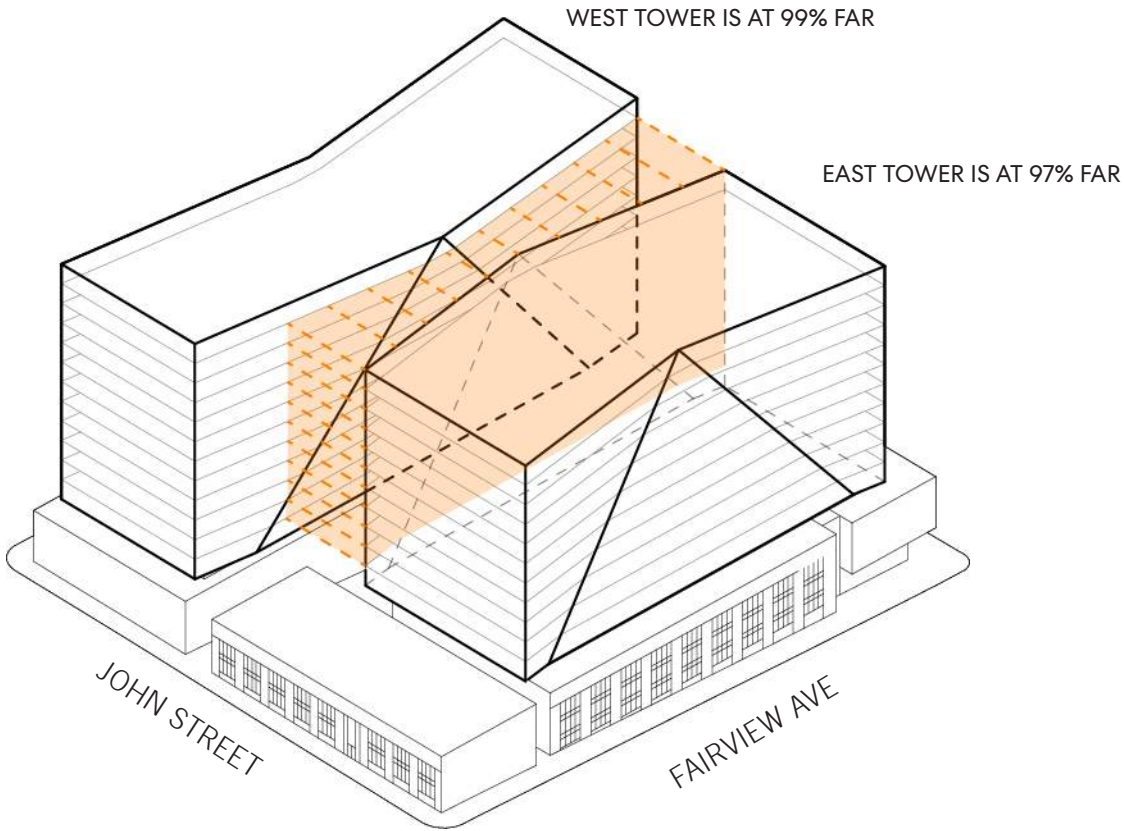 WEST TOWER IS AT 99% FAR
EAST TOWER IS AT 97% FAR
JOHN STREET
FAIRVIEW AVE